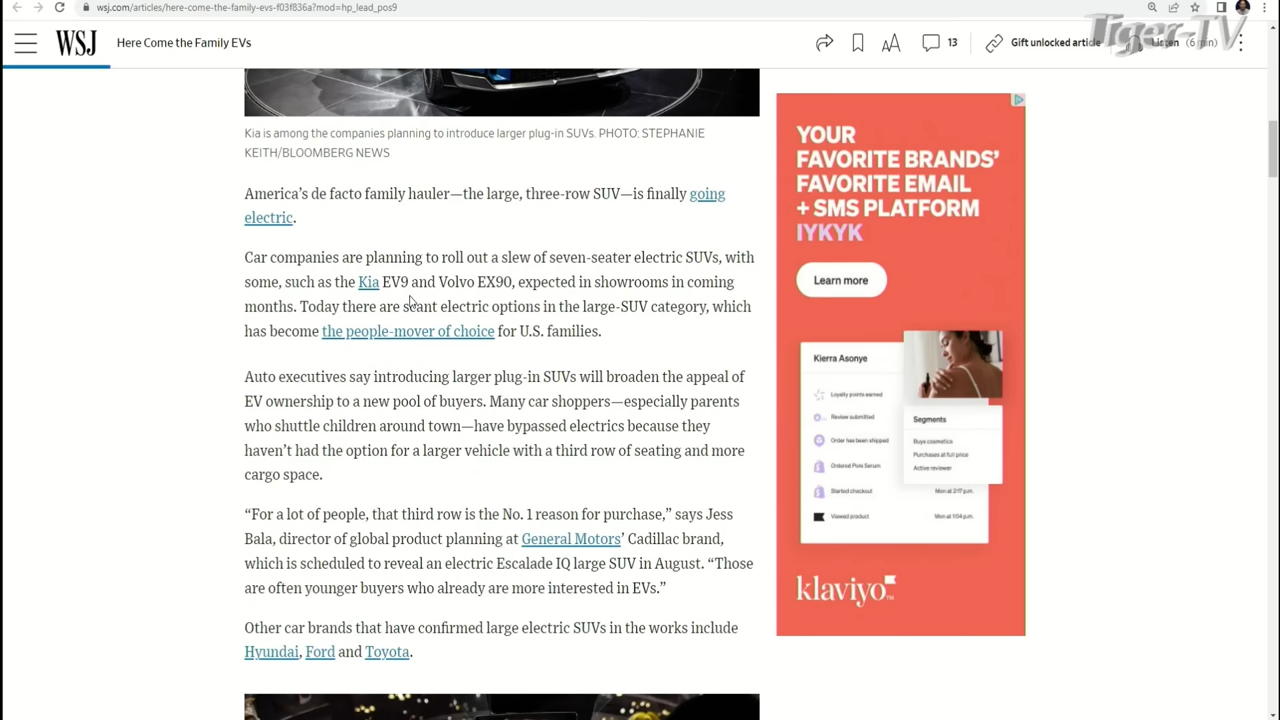 wsj.com/articles/here-come-the-family-evs-f03f836a?mod=hp_lead_pos9
Tiger-TV
WSJ
Here Come the Family EVs
13
Gift unlocked article
Listen (6 min)
Kia is among the companies planning to introduce larger plug-in SUVs. PHOTO: STEPHANIE
KEITH/BLOOMBERG NEWS
America's de facto family hauler—the large, three-row SUV—is finally going
electric.
Car companies are planning to roll out a slew of seven-seater electric SUVs, with
some, such as the Kia EV9 and Volvo EX90, expected in showrooms in coming
months. Today there are scant electric options in the large-SUV category, which
has become the people-mover of choice for U.S. families.
Auto executives say introducing larger plug-in SUVs will broaden the appeal of
EV ownership to a new pool of buyers. Many car shoppers—especially parents
who shuttle children around town—have bypassed electrics because they
haven't had the option for a larger vehicle with a third row of seating and more
cargo space.
“For a lot of people, that third row is the No. 1 reason for purchase,” says Jess
Bala, director of global product planning at General Motors' Cadillac brand,
which is scheduled to reveal an electric Escalade IQ large SUV in August. “Those
are often younger buyers who already are more interested in EVs.”
Other car brands that have confirmed large electric SUVs in the works include
Hyundai, Ford and Toyota.
YOUR
FAVORITE BRANDS'
FAVORITE EMAIL
+ SMS PLATFORM
IYKYK
Learn more
Kierra Asonye
Loyalty points earned
Review submitted
Order has been shipped
Ordered Pore Serum
Started checkout
Mon at 2:17 p.m.
Viewed product
Mon at 1:04 p.m.
Segments
Buys cosmetics
Purchases at full price
Active reviewer
klaviyo